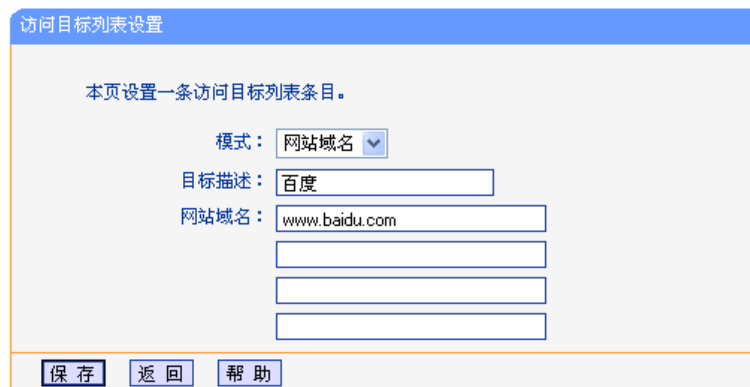 访问目标列表设置
本页设置一条访问目标列表条目。
模式： 网站域名
目标描述： 百度
网站域名： www.baidu.com
保 存 返 回 帮 助